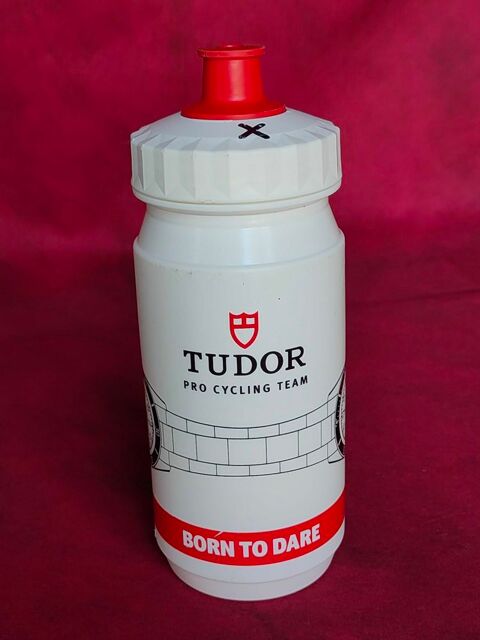 X
TUDOR
PRO CYCLING TEAM
BORN TO DARE